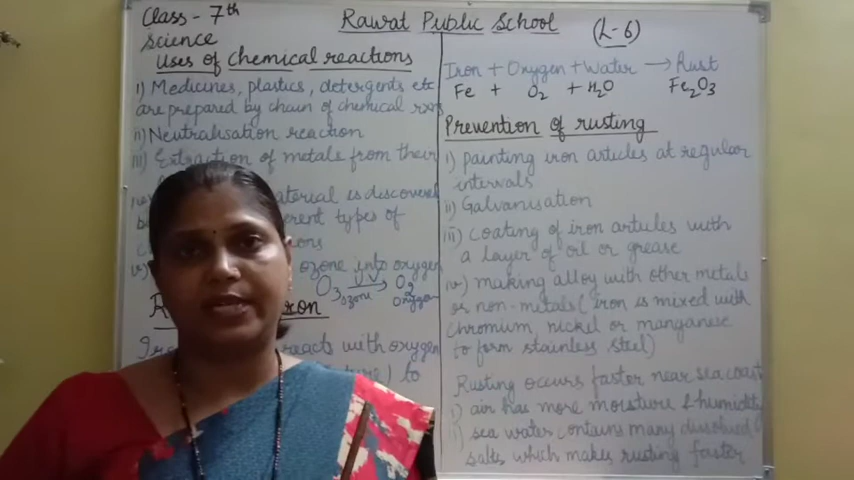 Class - 7th
Science
Rawat Public School
(L-6)
Uses of Chemical reactions
i) Medicines, plastics, detergents etc
are prepared by chain of chemical rxns
ii) Neutralisation reaction
iii) Extraction of metals from their
material is discovered
types of
ozone into oxygen
O3 → O2
ozone oxygen
reacts with oxygen
to
Iron + Oxygen + Water → Rust
Fe + O2 + H2O Fe2O3
Prevention of rusting
i) painting iron articles at regular
intervals
ii) Galvanisation
iii) coating of iron articles with
a layer of oil or grease
iv) making alloy with other metals
or non-metals (iron is mixed with
chromium, nickel or manganese
to form stainless steel)
Rusting occurs faster near sea coast
i) air has more moisture & humidity
sea water contains many dissolved
salts which makes rusting faster